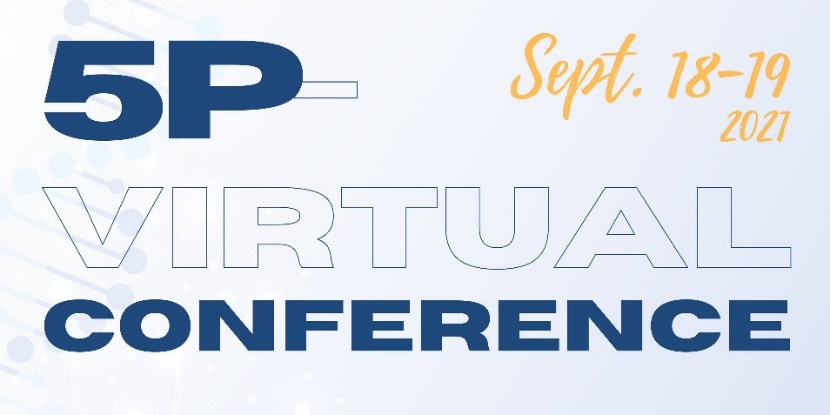 5P-
Sept. 18-19
2021
VIRTUAL
CONFERENCE